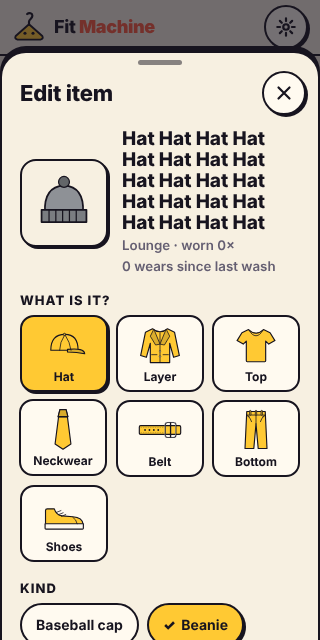 Fit Machine
Edit item
Hat Hat Hat Hat
Hat Hat Hat Hat
Hat Hat Hat Hat
Hat Hat Hat Hat
Hat Hat Hat Hat
Lounge · worn 0×
0 wears since last wash
WHAT IS IT?
Hat
Layer
Top
Neckwear
Belt
Bottom
Shoes
KIND
Baseball cap
✓ Beanie